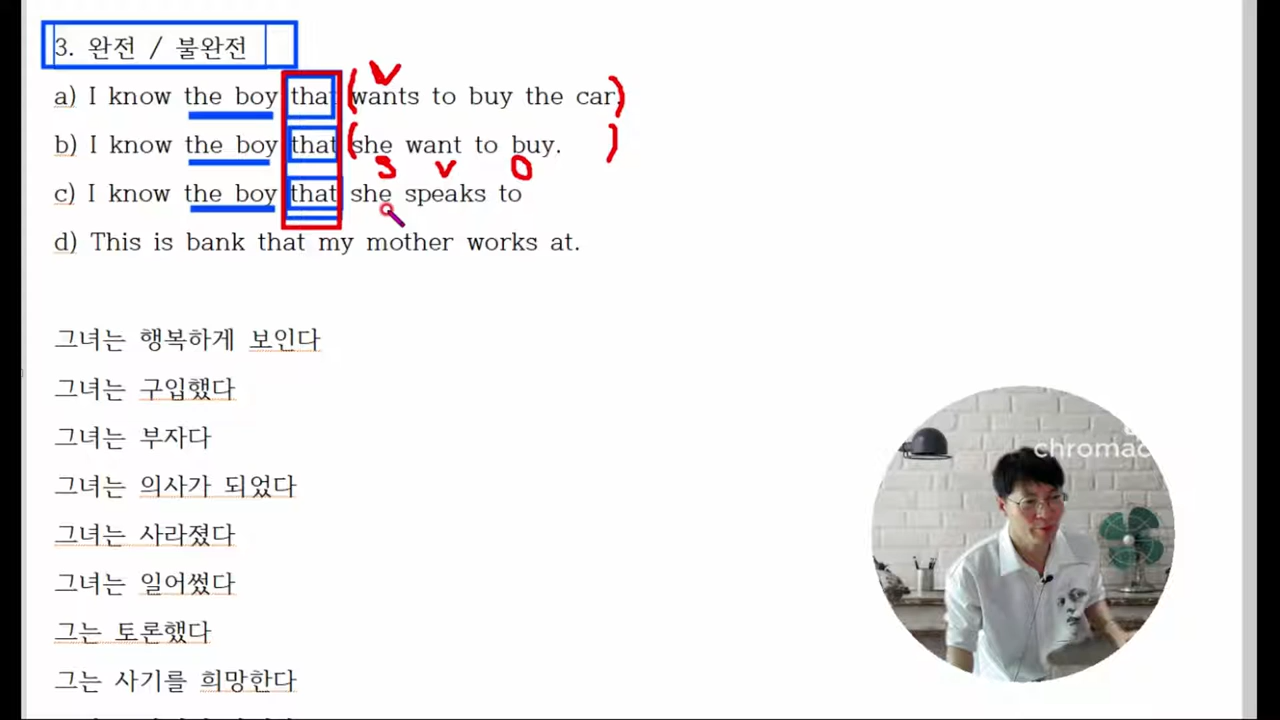 3. 완전 / 불완전
V
a) I know the boy that (wants to buy the car.)
b) I know the boy that (she want to buy. )
S V O
c) I know the boy that she speaks to
d) This is bank that my mother works at.
그녀는 행복하게 보인다
그녀는 구입했다
그녀는 부자다
그녀는 의사가 되었다
그녀는 사라졌다
그녀는 일어썼다
그는 토론했다
그는 사기를 희망한다
chromac